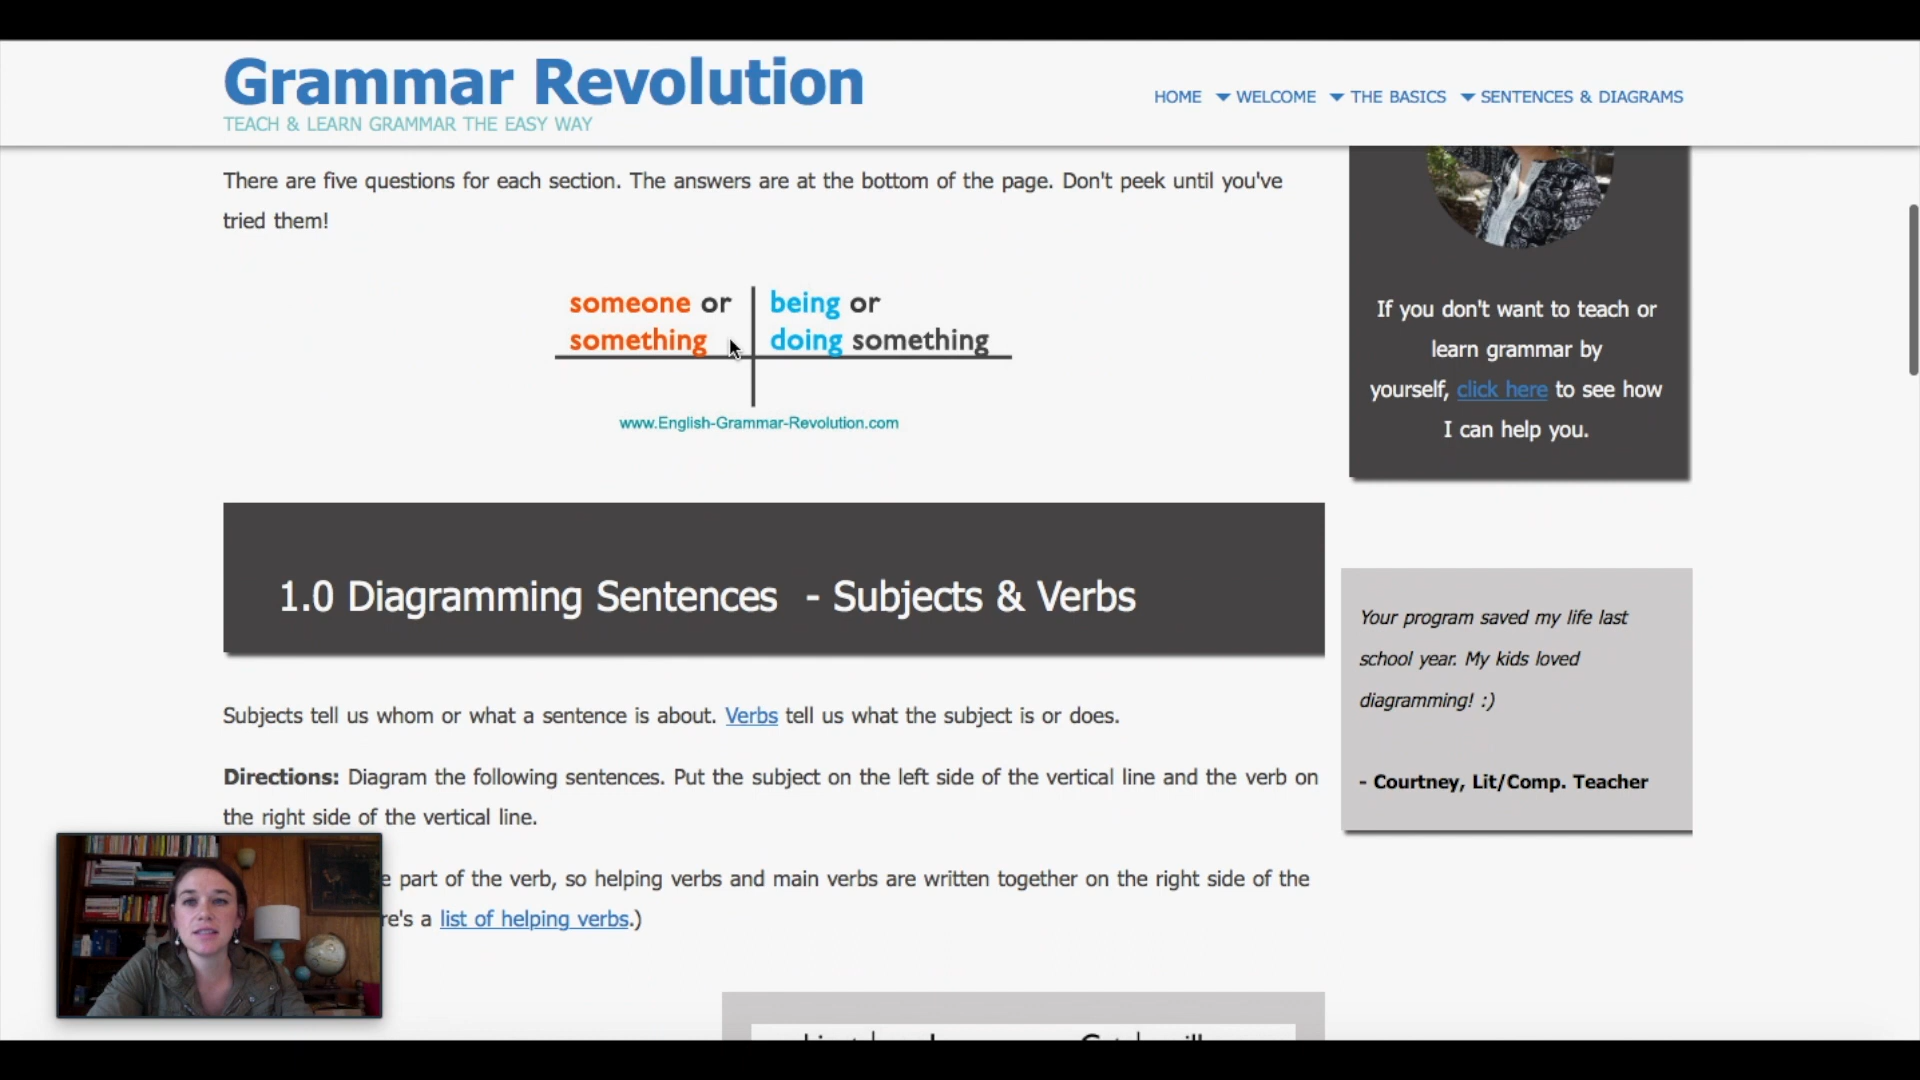 Grammar Revolution
TEACH & LEARN GRAMMAR THE EASY WAY
HOME WELCOME THE BASICS SENTENCES & DIAGRAMS
There are five questions for each section. The answers are at the bottom of the page. Don't peek until you've
tried them!
someone or being or
something doing something
www.English-Grammar-Revolution.com
1.0 Diagramming Sentences - Subjects & Verbs
Subjects tell us whom or what a sentence is about. Verbs tell us what the subject is or does.
Directions: Diagram the following sentences. Put the subject on the left side of the vertical line and the verb on
the right side of the vertical line.
part of the verb, so helping verbs and main verbs are written together on the right side of the
a list of helping verbs.)
If you don't want to teach or
learn grammar by
yourself, click here to see how
I can help you.
Your program saved my life last
school year. My kids loved
diagramming! :)
- Courtney, Lit/Comp. Teacher